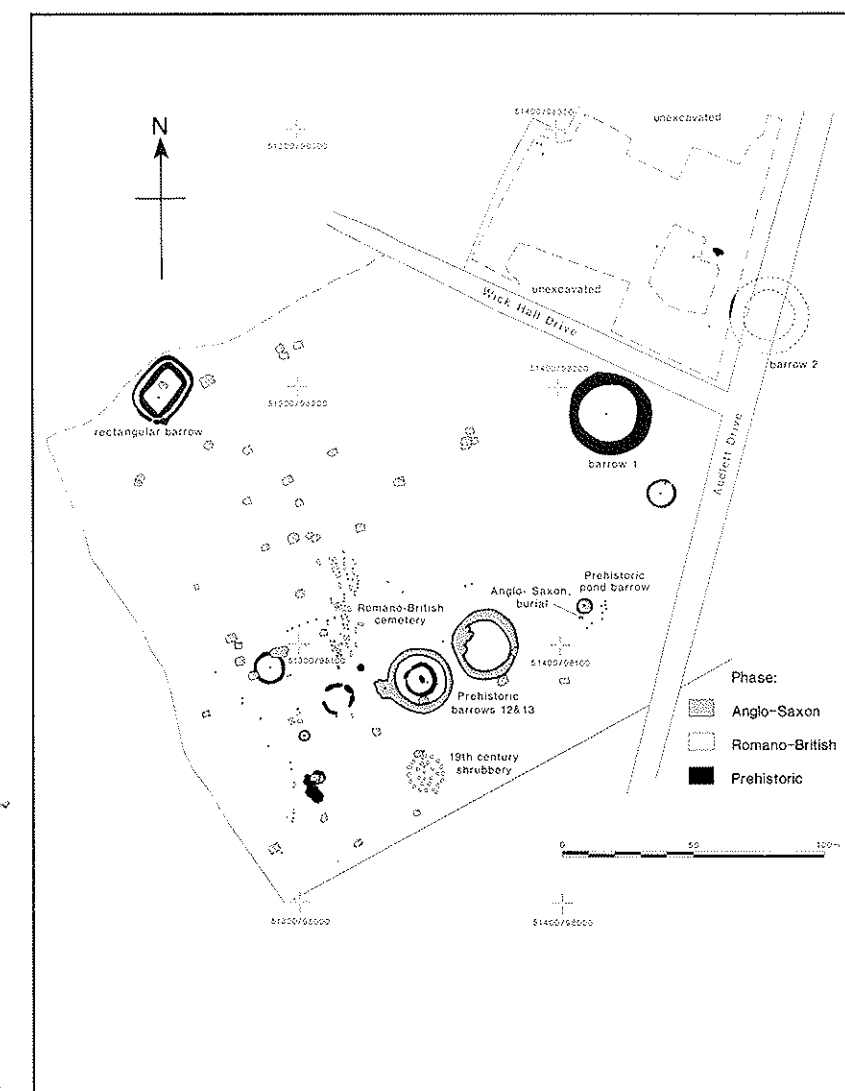 N
unexcavated
unexcavated
Wick Hall Drive
barrow 2
rectangular barrow
barrow 1
Audlett Drive
Prehistoric
pond barrow
Anglo-Saxon,
burial
Romano-British
cemetery
Prehistoric
barrows 12&13
19th century
shrubbery
Phase:
Anglo-Saxon
Romano-British
Prehistoric
0 50 100m